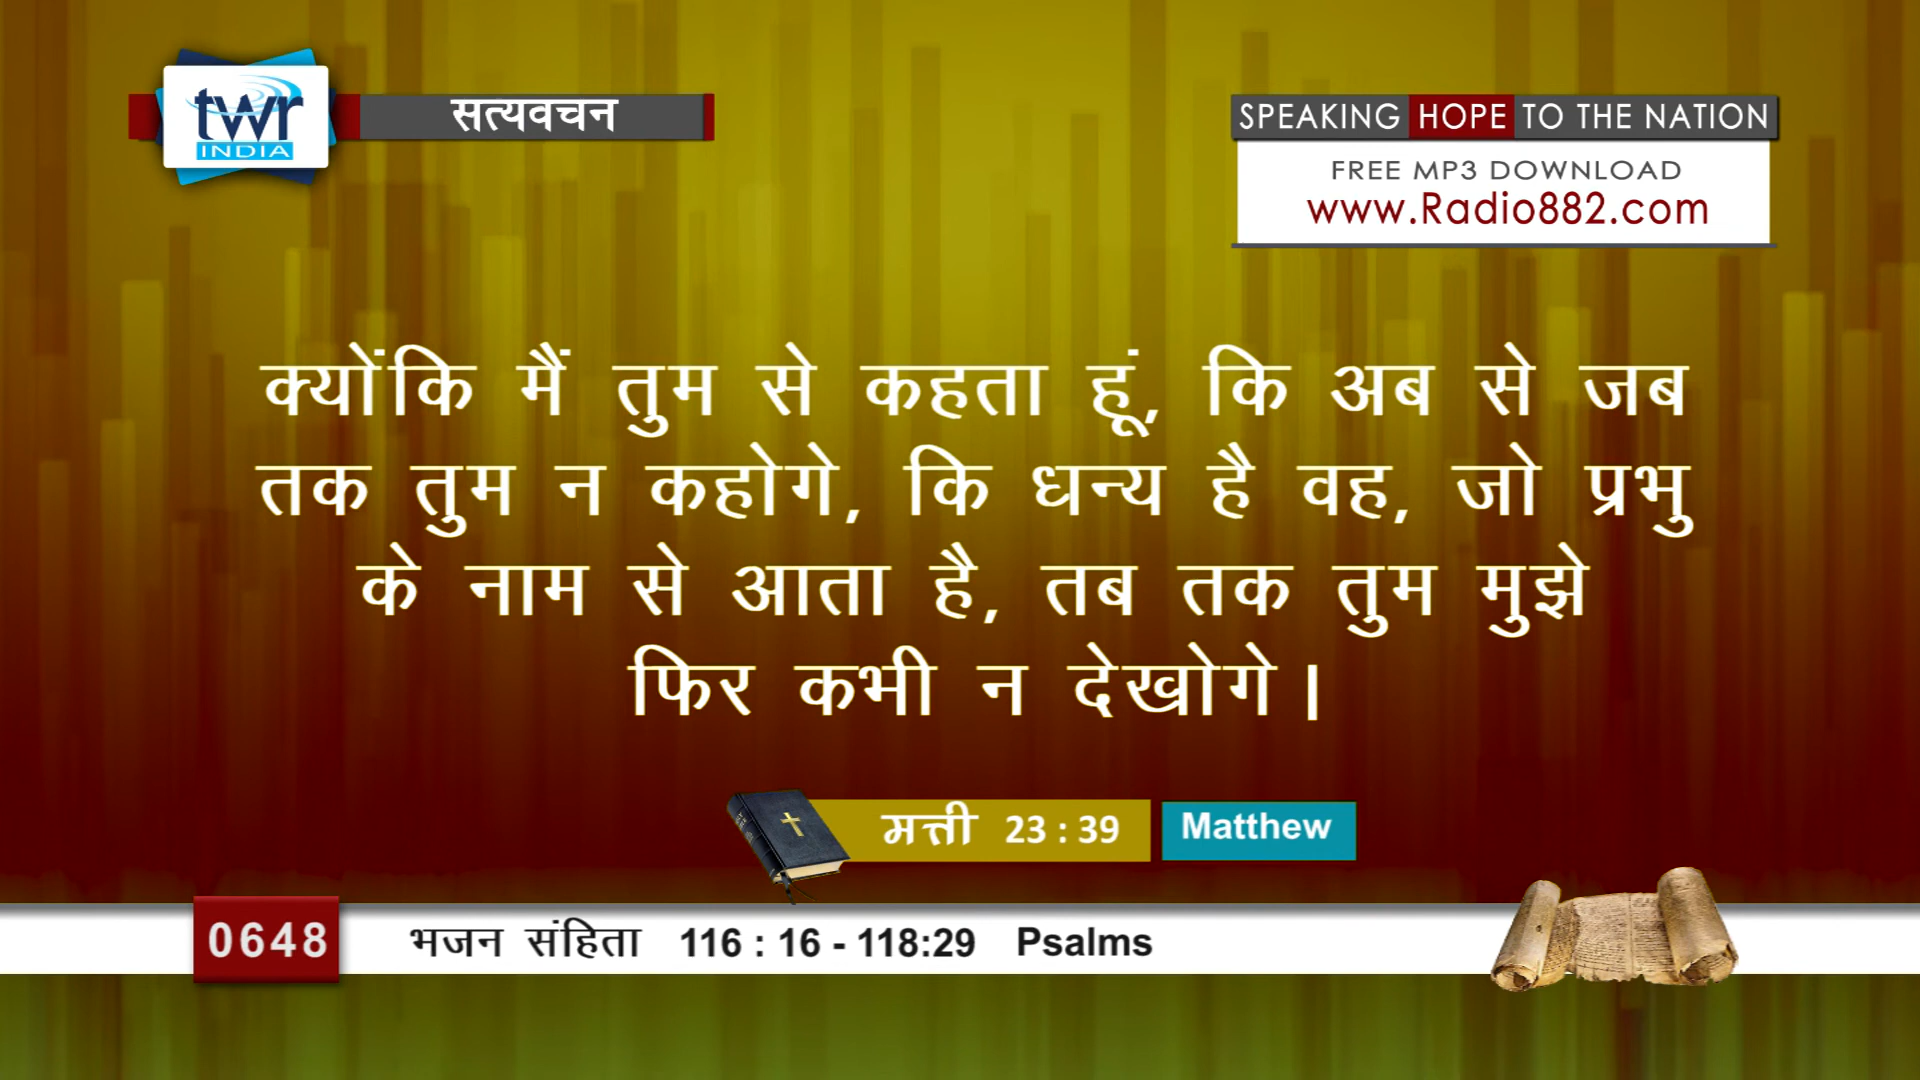 twr
INDIA
सत्यवचन
SPEAKING HOPE TO THE NATION
FREE MP3 DOWNLOAD
www.Radio882.com
क्योंकि मैं तुम से कहता हूं, कि अब से जब
तक तुम न कहोगे, कि धन्य है वह, जो प्रभु
के नाम से आता है, तब तक तुम मुझे
फिर कभी न देखोगे।
मत्ती 23 : 39 Matthew
0648 भजन संहिता 116 : 16 - 118:29 Psalms